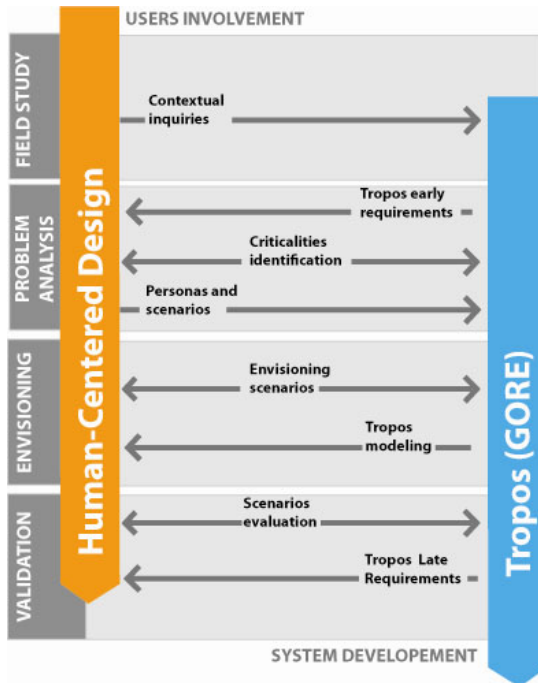 USERS INVOLVEMENT
FIELD STUDY
Contextual
inquiries
PROBLEM
ANALYSIS
Tropos early
requirements
Criticalities
identification
Personas and
scenarios
Human-Centered Design
Tropos (GORE)
ENVISIONING
Envisioning
scenarios
Tropos
modeling
VALIDATION
Scenarios
evaluation
Tropos Late
Requirements
SYSTEM DEVELOPEMENT